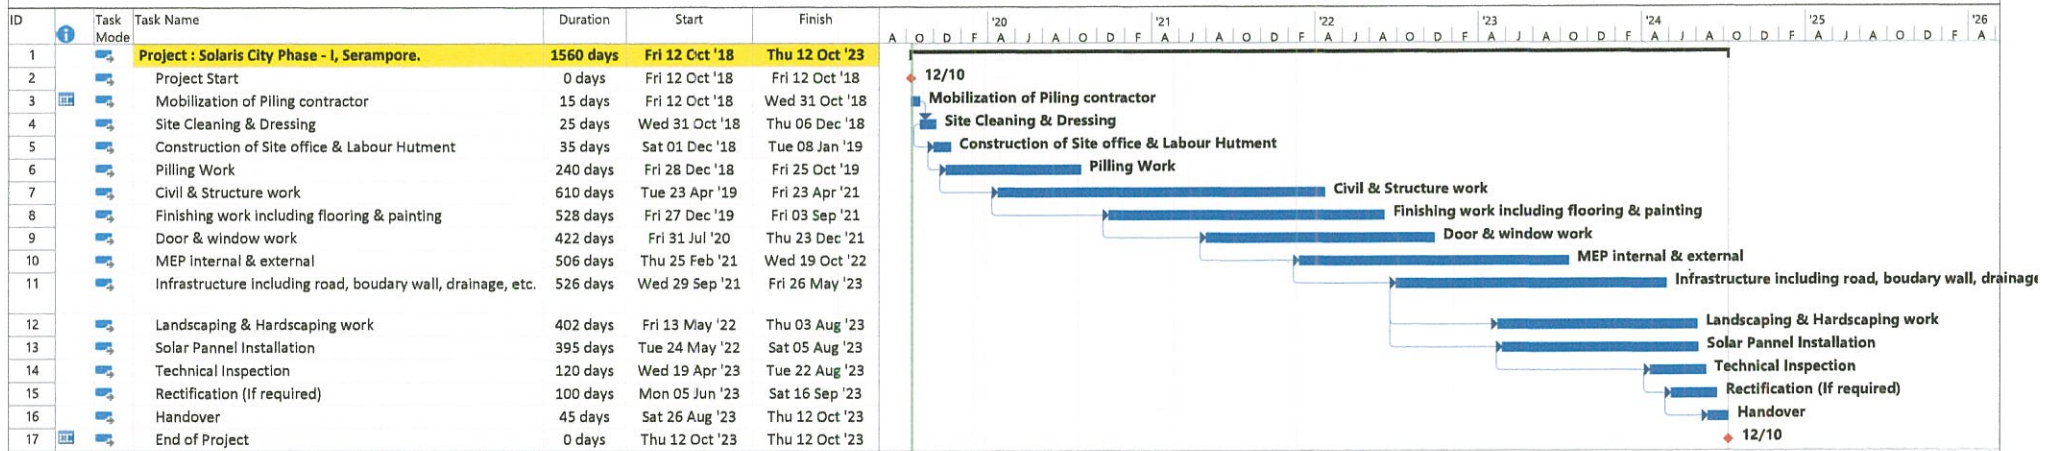 ID Task Mode Task Name Duration Start Finish '20 '21 '22 '23 '24 '25 '26
A O D F A J A O D F A J A O D F A J A O D F A J A O D F A J A O D F A J A O D F A
1 Project : Solaris City Phase - I, Serampore. 1560 days Fri 12 Oct '18 Thu 12 Oct '23
2 Project Start 0 days Fri 12 Oct '18 Fri 12 Oct '18 12/10
3 Mobilization of Piling contractor 15 days Fri 12 Oct '18 Wed 31 Oct '18 Mobilization of Piling contractor
4 Site Cleaning & Dressing 25 days Wed 31 Oct '18 Thu 06 Dec '18 Site Cleaning & Dressing
5 Construction of Site office & Labour Hutment 35 days Sat 01 Dec '18 Tue 08 Jan '19 Construction of Site office & Labour Hutment
6 Pilling Work 240 days Fri 28 Dec '18 Fri 25 Oct '19 Pilling Work
7 Civil & Structure work 610 days Tue 23 Apr '19 Fri 23 Apr '21 Civil & Structure work
8 Finishing work including flooring & painting 528 days Fri 27 Dec '19 Fri 03 Sep '21 Finishing work including flooring & painting
9 Door & window work 422 days Fri 31 Jul '20 Thu 23 Dec '21 Door & window work
10 MEP internal & external 506 days Thu 25 Feb '21 Wed 19 Oct '22 MEP internal & external
11 Infrastructure including road, boudary wall, drainage, etc. 526 days Wed 29 Sep '21 Fri 26 May '23 Infrastructure including road, boudary wall, drainage
12 Landscaping & Hardscaping work 402 days Fri 13 May '22 Thu 03 Aug '23 Landscaping & Hardscaping work
13 Solar Pannel Installation 395 days Tue 24 May '22 Sat 05 Aug '23 Solar Pannel Installation
14 Technical Inspection 120 days Wed 19 Apr '23 Tue 22 Aug '23 Technical Inspection
15 Rectification (If required) 100 days Mon 05 Jun '23 Sat 16 Sep '23 Rectification (If required)
16 Handover 45 days Sat 26 Aug '23 Thu 12 Oct '23 Handover
17 End of Project 0 days Thu 12 Oct '23 Thu 12 Oct '23 12/10